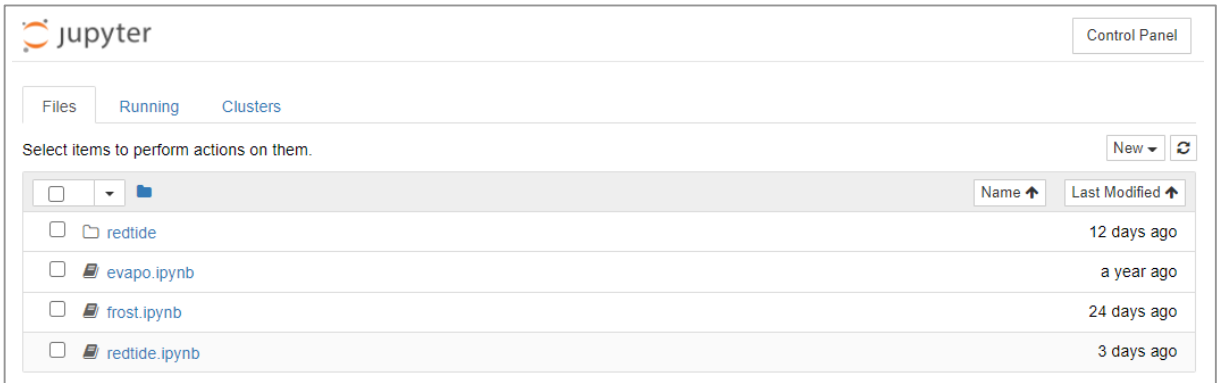 jupyter Control Panel
Files Running Clusters
Select items to perform actions on them. New
Name Last Modified
redtide 12 days ago
evapo.ipynb a year ago
frost.ipynb 24 days ago
redtide.ipynb 3 days ago